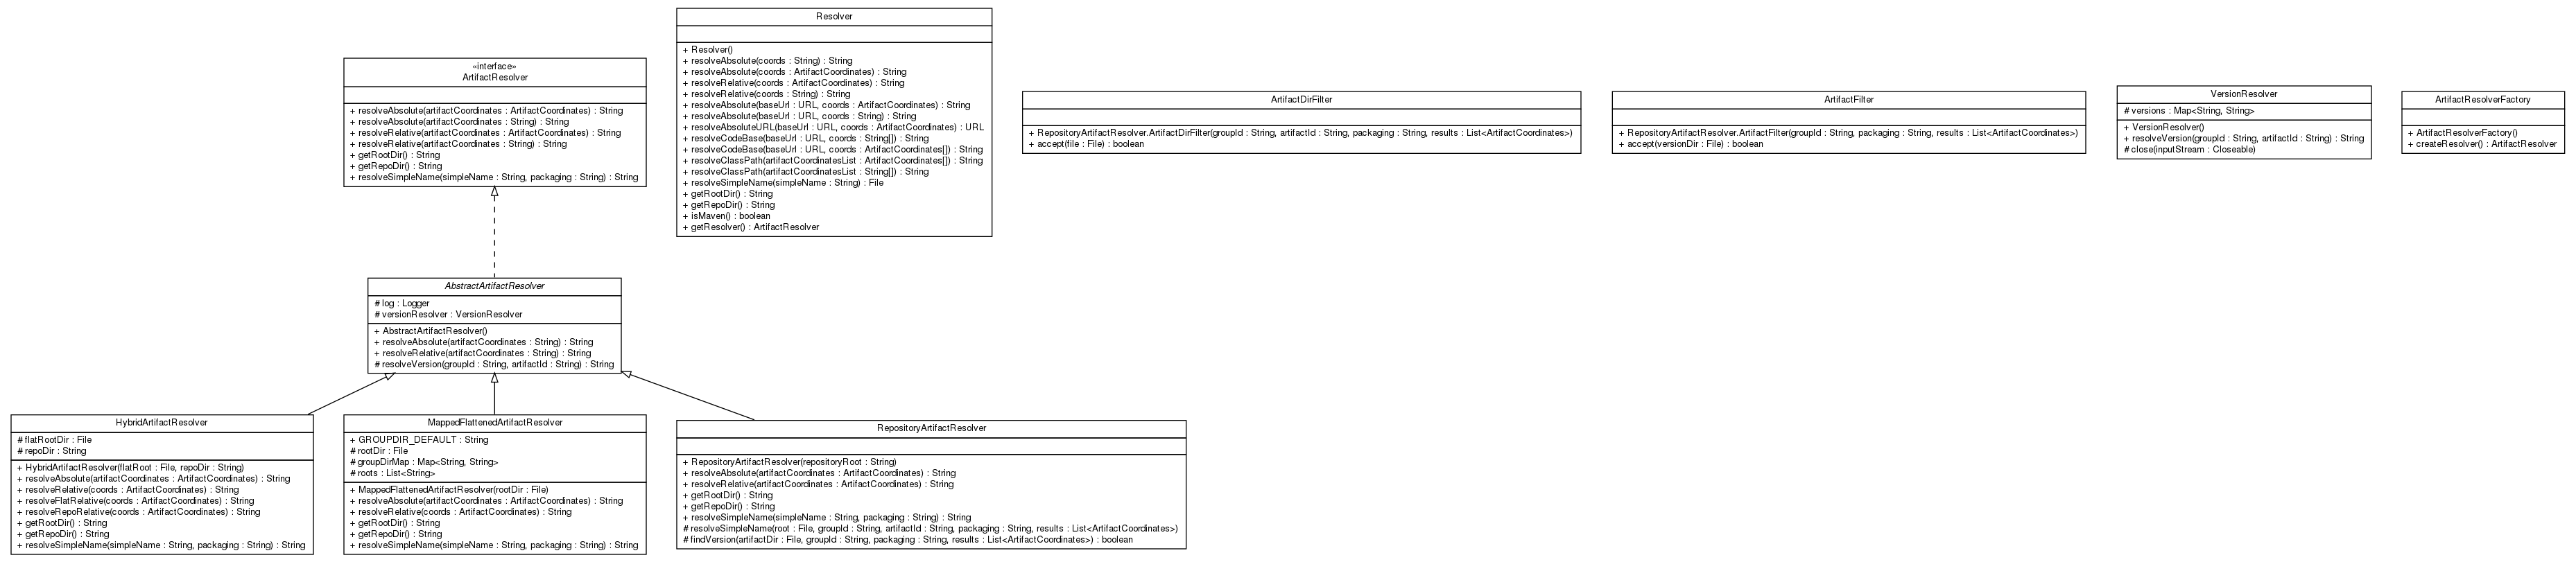 Resolver
+ Resolver()
+ resolveAbsolute(coords : String) : String
+ resolveAbsolute(coords : ArtifactCoordinates) : String
+ resolveRelative(coords : ArtifactCoordinates) : String
+ resolveRelative(coords : String) : String
+ resolveAbsolute(baseUrl : URL, coords : ArtifactCoordinates) : String
+ resolveAbsolute(baseUrl : URL, coords : String) : String
+ resolveAbsoluteURL(baseUrl : URL, coords : ArtifactCoordinates) : URL
+ resolveCodeBase(baseUrl : URL, coords : String[]) : String
+ resolveCodeBase(baseUrl : URL, coords : ArtifactCoordinates[]) : String
+ resolveClassPath(artifactCoordinatesList : ArtifactCoordinates[]) : String
+ resolveClassPath(artifactCoordinatesList : String[]) : String
+ resolveSimpleName(simpleName : String) : File
+ getRootDir() : String
+ getRepoDir() : String
+ isMaven() : boolean
+ getResolver() : ArtifactResolver
«interface»
ArtifactResolver
+ resolveAbsolute(artifactCoordinates : ArtifactCoordinates) : String
+ resolveAbsolute(artifactCoordinates : String) : String
+ resolveRelative(artifactCoordinates : ArtifactCoordinates) : String
+ resolveRelative(artifactCoordinates : String) : String
+ getRootDir() : String
+ getRepoDir() : String
+ resolveSimpleName(simpleName : String, packaging : String) : String
ArtifactDirFilter
+ RepositoryArtifactResolver.ArtifactDirFilter(groupId : String, artifactId : String, packaging : String, results : List<ArtifactCoordinates>)
+ accept(file : File) : boolean
ArtifactFilter
+ RepositoryArtifactResolver.ArtifactFilter(groupId : String, packaging : String, results : List<ArtifactCoordinates>)
+ accept(versionDir : File) : boolean
VersionResolver
# versions : Map<String, String>
+ VersionResolver()
+ resolveVersion(groupId : String, artifactId : String) : String
# close(inputStream : Closeable)
ArtifactResolverFactory
+ ArtifactResolverFactory()
+ createResolver() : ArtifactResolver
AbstractArtifactResolver
# log : Logger
# versionResolver : VersionResolver
+ AbstractArtifactResolver()
+ resolveAbsolute(artifactCoordinates : String) : String
+ resolveRelative(artifactCoordinates : String) : String
# resolveVersion(groupId : String, artifactId : String) : String
HybridArtifactResolver
# flatRootDir : File
# repoDir : String
+ HybridArtifactResolver(flatRoot : File, repoDir : String)
+ resolveAbsolute(artifactCoordinates : ArtifactCoordinates) : String
+ resolveRelative(coords : ArtifactCoordinates) : String
+ resolveFlatRelative(coords : ArtifactCoordinates) : String
+ resolveRepoRelative(coords : ArtifactCoordinates) : String
+ getRootDir() : String
+ getRepoDir() : String
+ resolveSimpleName(simpleName : String, packaging : String) : String
MappedFlattenedArtifactResolver
+ GROUPDIR_DEFAULT : String
# rootDir : File
# groupDirMap : Map<String, String>
# roots : List<String>
+ MappedFlattenedArtifactResolver(rootDir : File)
+ resolveAbsolute(artifactCoordinates : ArtifactCoordinates) : String
+ resolveRelative(coords : ArtifactCoordinates) : String
+ getRootDir() : String
+ getRepoDir() : String
+ resolveSimpleName(simpleName : String, packaging : String) : String
RepositoryArtifactResolver
+ RepositoryArtifactResolver(repositoryRoot : String)
+ resolveAbsolute(artifactCoordinates : ArtifactCoordinates) : String
+ resolveRelative(artifactCoordinates : ArtifactCoordinates) : String
+ getRootDir() : String
+ getRepoDir() : String
+ resolveSimpleName(simpleName : String, packaging : String) : String
# resolveSimpleName(root : File, groupId : String, artifactId : String, packaging : String, results : List<ArtifactCoordinates>)
# findVersion(artifactDir : File, groupId : String, packaging : String, results : List<ArtifactCoordinates>) : boolean